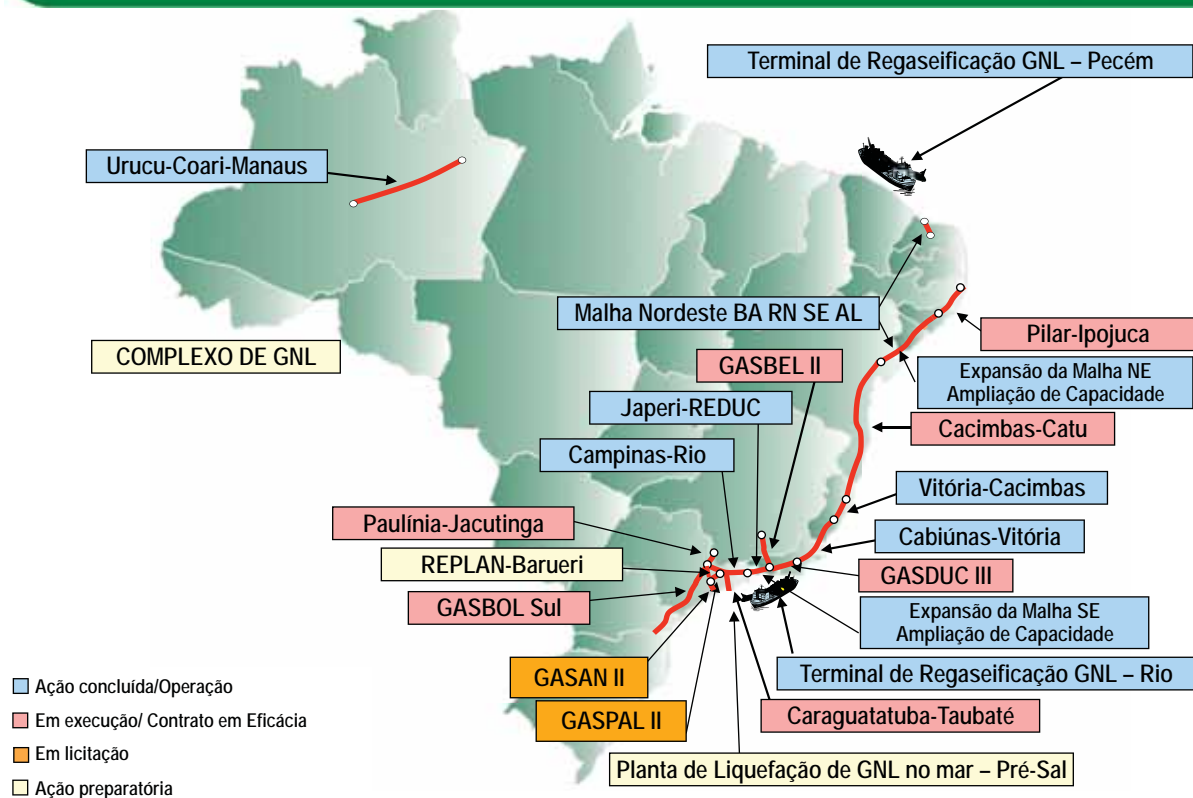 Terminal de Regaseificação GNL – Pecém
Urucu-Coari-Manaus
Malha Nordeste BA RN SE AL
Pilar-Ipojuca
COMPLEXO DE GNL
GASBEL II
Expansão da Malha NE
Ampliação de Capacidade
Japeri-REDUC
Cacimbas-Catu
Campinas-Rio
Vitória-Cacimbas
Paulínia-Jacutinga
Cabiúnas-Vitória
REPLAN-Barueri
GASDUC III
GASBOL Sul
Expansão da Malha SE
Ampliação de Capacidade
GASAN II
Terminal de Regaseificação GNL – Rio
GASPAL II
Caraguatatuba-Taubaté
Planta de Liquefação de GNL no mar – Pré-Sal
Ação concluída/Operação
Em execução/ Contrato em Eficácia
Em licitação
Ação preparatória